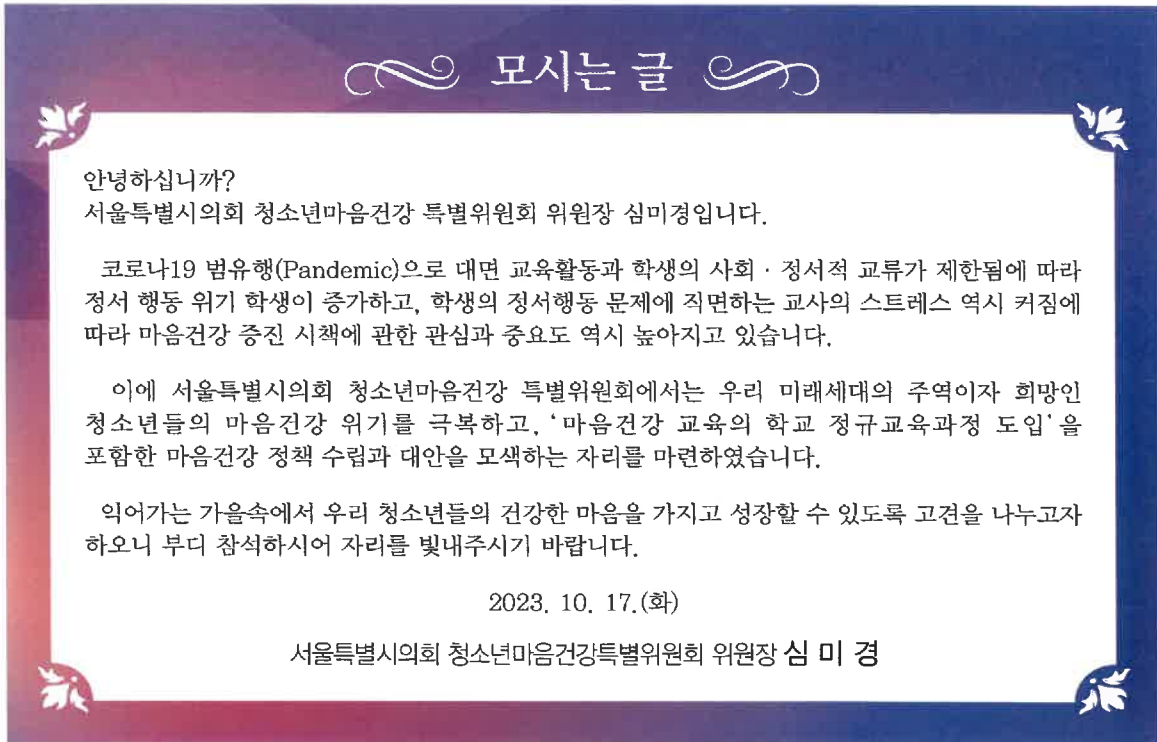 모시는 글
안녕하십니까?
서울특별시의회 청소년마음건강 특별위원회 위원장 심미경입니다.
코로나19 범유행(Pandemic)으로 대면 교육활동과 학생의 사회 · 정서적 교류가 제한됨에 따라
정서 행동 위기 학생이 증가하고, 학생의 정서행동 문제에 직면하는 교사의 스트레스 역시 커짐에
따라 마음건강 증진 시책에 관한 관심과 중요도 역시 높아지고 있습니다.
이에 서울특별시의회 청소년마음건강 특별위원회에서는 우리 미래세대의 주역이자 희망인
청소년들의 마음건강 위기를 극복하고, ‘마음건강 교육의 학교 정규교육과정 도입’을
포함한 마음건강 정책 수립과 대안을 모색하는 자리를 마련하였습니다.
익어가는 가을속에서 우리 청소년들의 건강한 마음을 가지고 성장할 수 있도록 고견을 나누고자
하오니 부디 참석하시어 자리를 빛내주시기 바랍니다.
2023. 10. 17.(화)
서울특별시의회 청소년마음건강특별위원회 위원장 심 미 경